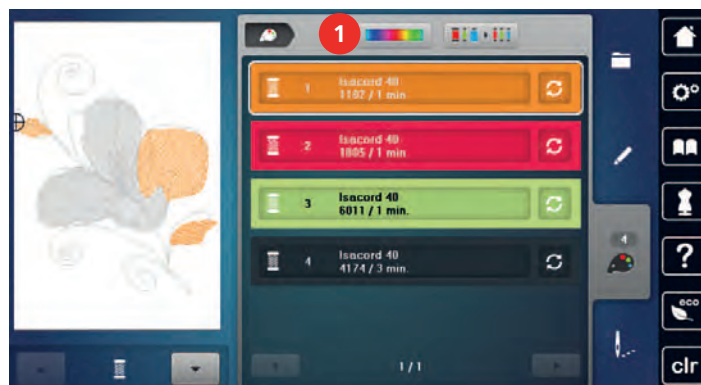 1
1
Isacord 40
1102 / 1 min.
2
Isacord 40
1805 / 1 min.
3
Isacord 40
6011 / 1 min.
4
Isacord 40
4174 / 3 min.
1/1
4
?
eco
clr